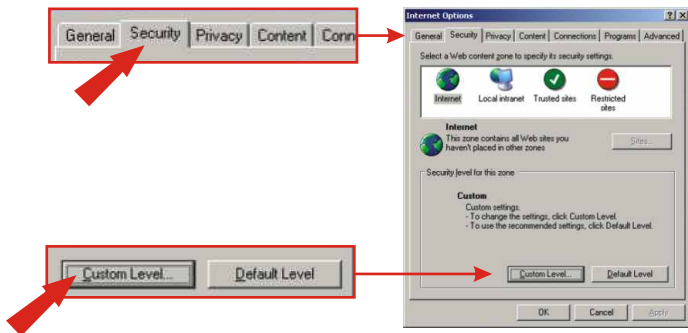 General Security Privacy Content Conn
Custom Level... Default Level
Internet Options
General Security Privacy Content Connections Programs Advanced
Select a Web content zone to specify its security settings.
Internet Local intranet Trusted sites Restricted
sites
Internet
This zone contains all Web sites you
haven't placed in other zones
Sites...
Security level for this zone
Custom
Custom settings.
- To change the settings, click Custom Level.
- To use the recommended settings, click Default Level.
Custom Level... Default Level
OK Cancel Apply